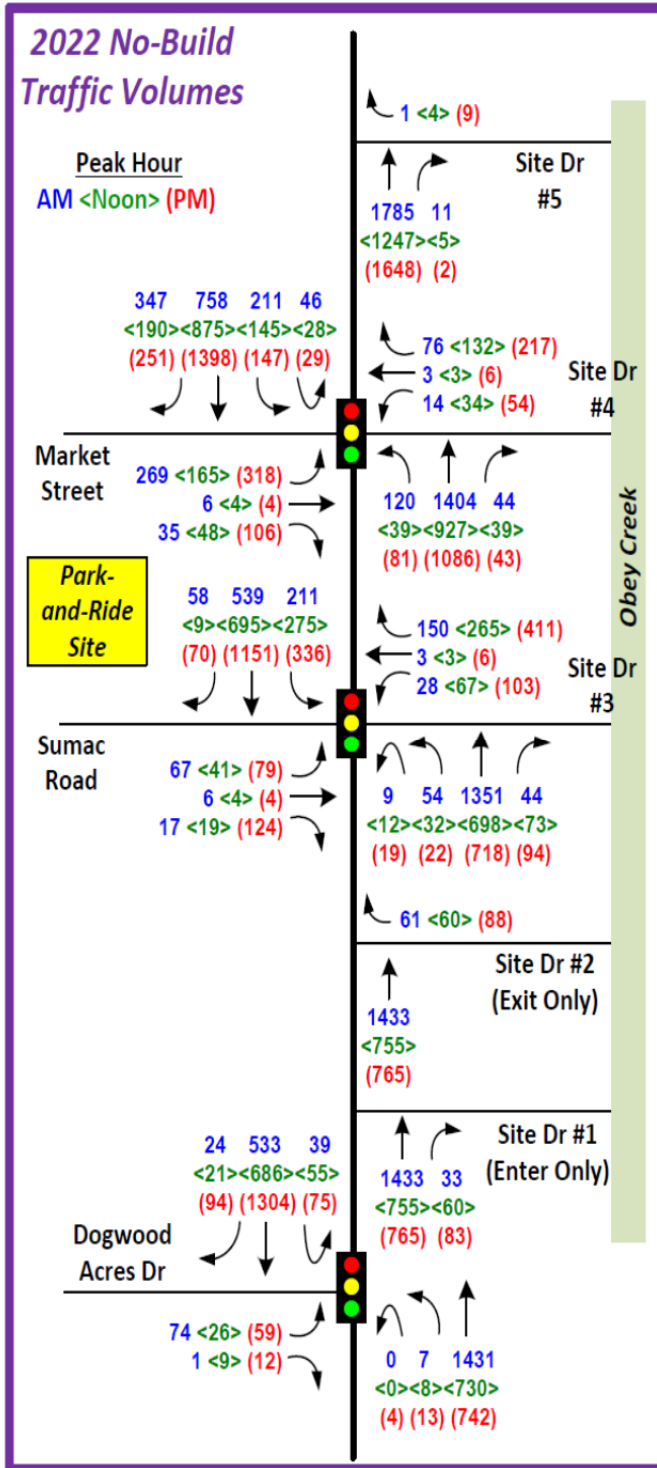 2022 No-Build
Traffic Volumes
Peak Hour
AM <Noon> (PM)
1 <4> (9)
Site Dr
#5
1785 11
<1247><5>
(1648) (2)
347 758 211 46
<190><875><145><28>
(251) (1398) (147) (29)
76 <132> (217)
3 <3> (6)
14 <34> (54)
Site Dr
#4
Market
Street
269 <165> (318)
6 <4> (4)
35 <48> (106)
120 1404 44
<39><927><39>
(81) (1086) (43)
Obey Creek
Park-
and-Ride
Site
58 539 211
<9><695><275>
(70) (1151) (336)
150 <265> (411)
3 <3> (6)
28 <67> (103)
Site Dr
#3
Sumac
Road
67 <41> (79)
6 <4> (4)
17 <19> (124)
9 54 1351 44
<12><32><698><73>
(19) (22) (718) (94)
61 <60> (88)
Site Dr #2
(Exit Only)
1433
<755>
(765)
Site Dr #1
(Enter Only)
1433 33
<755><60>
(765) (83)
24 533 39
<21><686><55>
(94) (1304) (75)
Dogwood
Acres Dr
74 <26> (59)
1 <9> (12)
0 7 1431
<0><8><730>
(4) (13) (742)